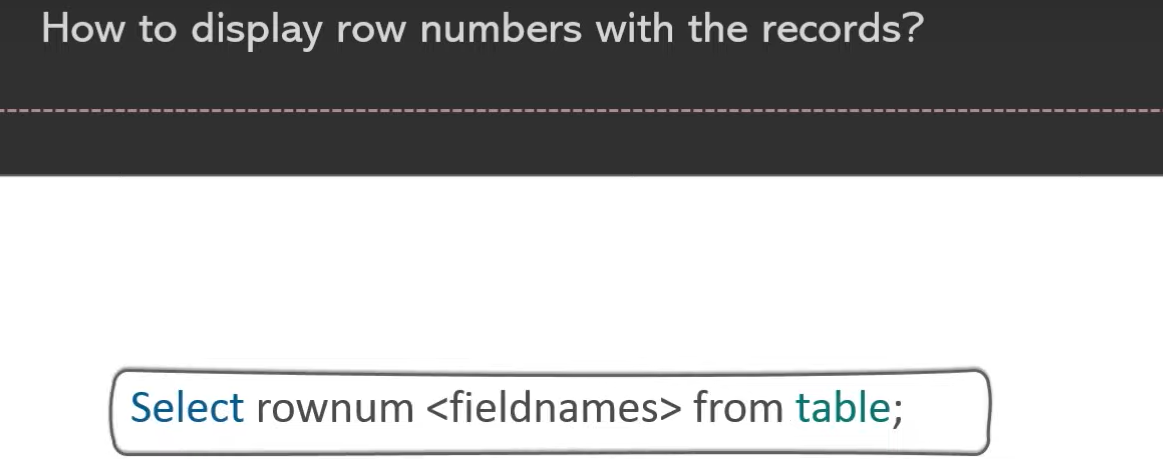 How to display row numbers with the records?
Select rownum <fieldnames> from table;